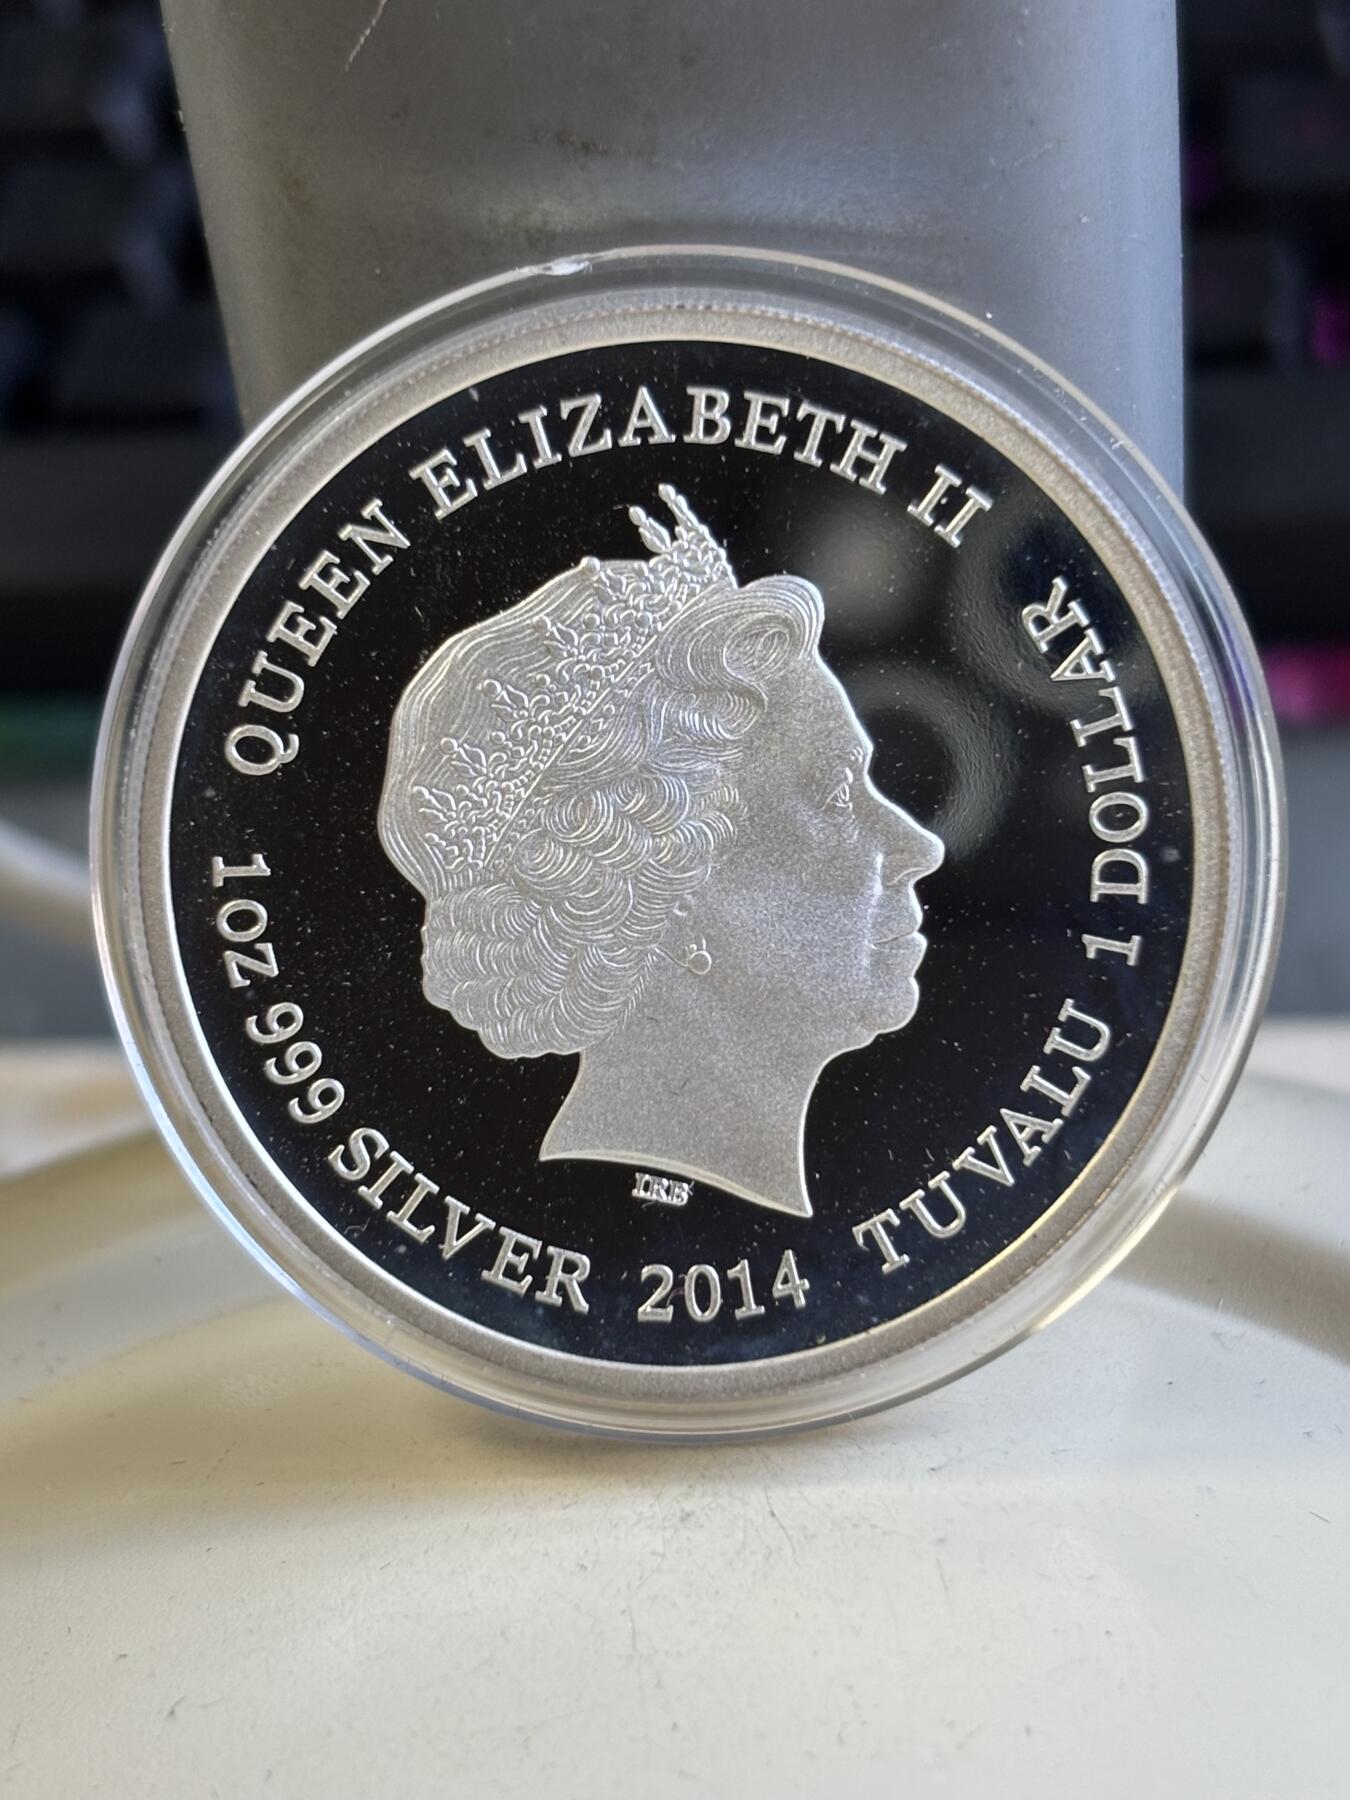 QUEEN ELIZABETH II
1OZ 999 SILVER 2014 TUVALU 1 DOLLAR
IRB